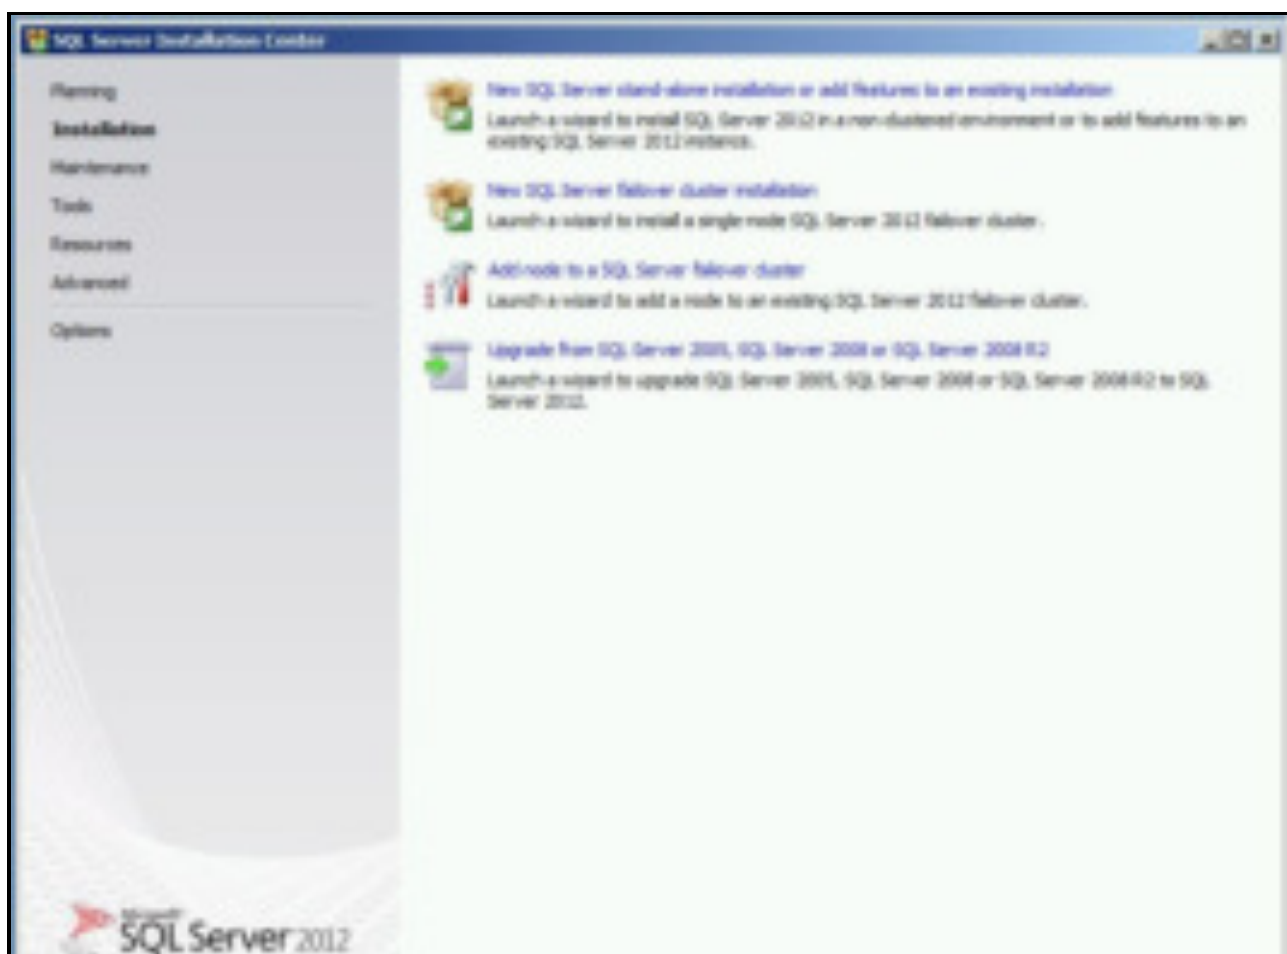 SQL Server Installation Center
Planning
Installation
Maintenance
Tools
Resources
Advanced
Options
New SQL Server stand-alone installation or add features to an existing installation
Launch a wizard to install SQL Server 2012 in a non-clustered environment or to add features to an
existing SQL Server 2012 instance.
New SQL Server failover cluster installation
Launch a wizard to install a single-node SQL Server 2012 failover cluster.
Add node to a SQL Server failover cluster
Launch a wizard to add a node to an existing SQL Server 2012 failover cluster.
Upgrade from SQL Server 2005, SQL Server 2008 or SQL Server 2008 R2
Launch a wizard to upgrade SQL Server 2005, SQL Server 2008 or SQL Server 2008 R2 to SQL
Server 2012.
Microsoft
SQL Server 2012